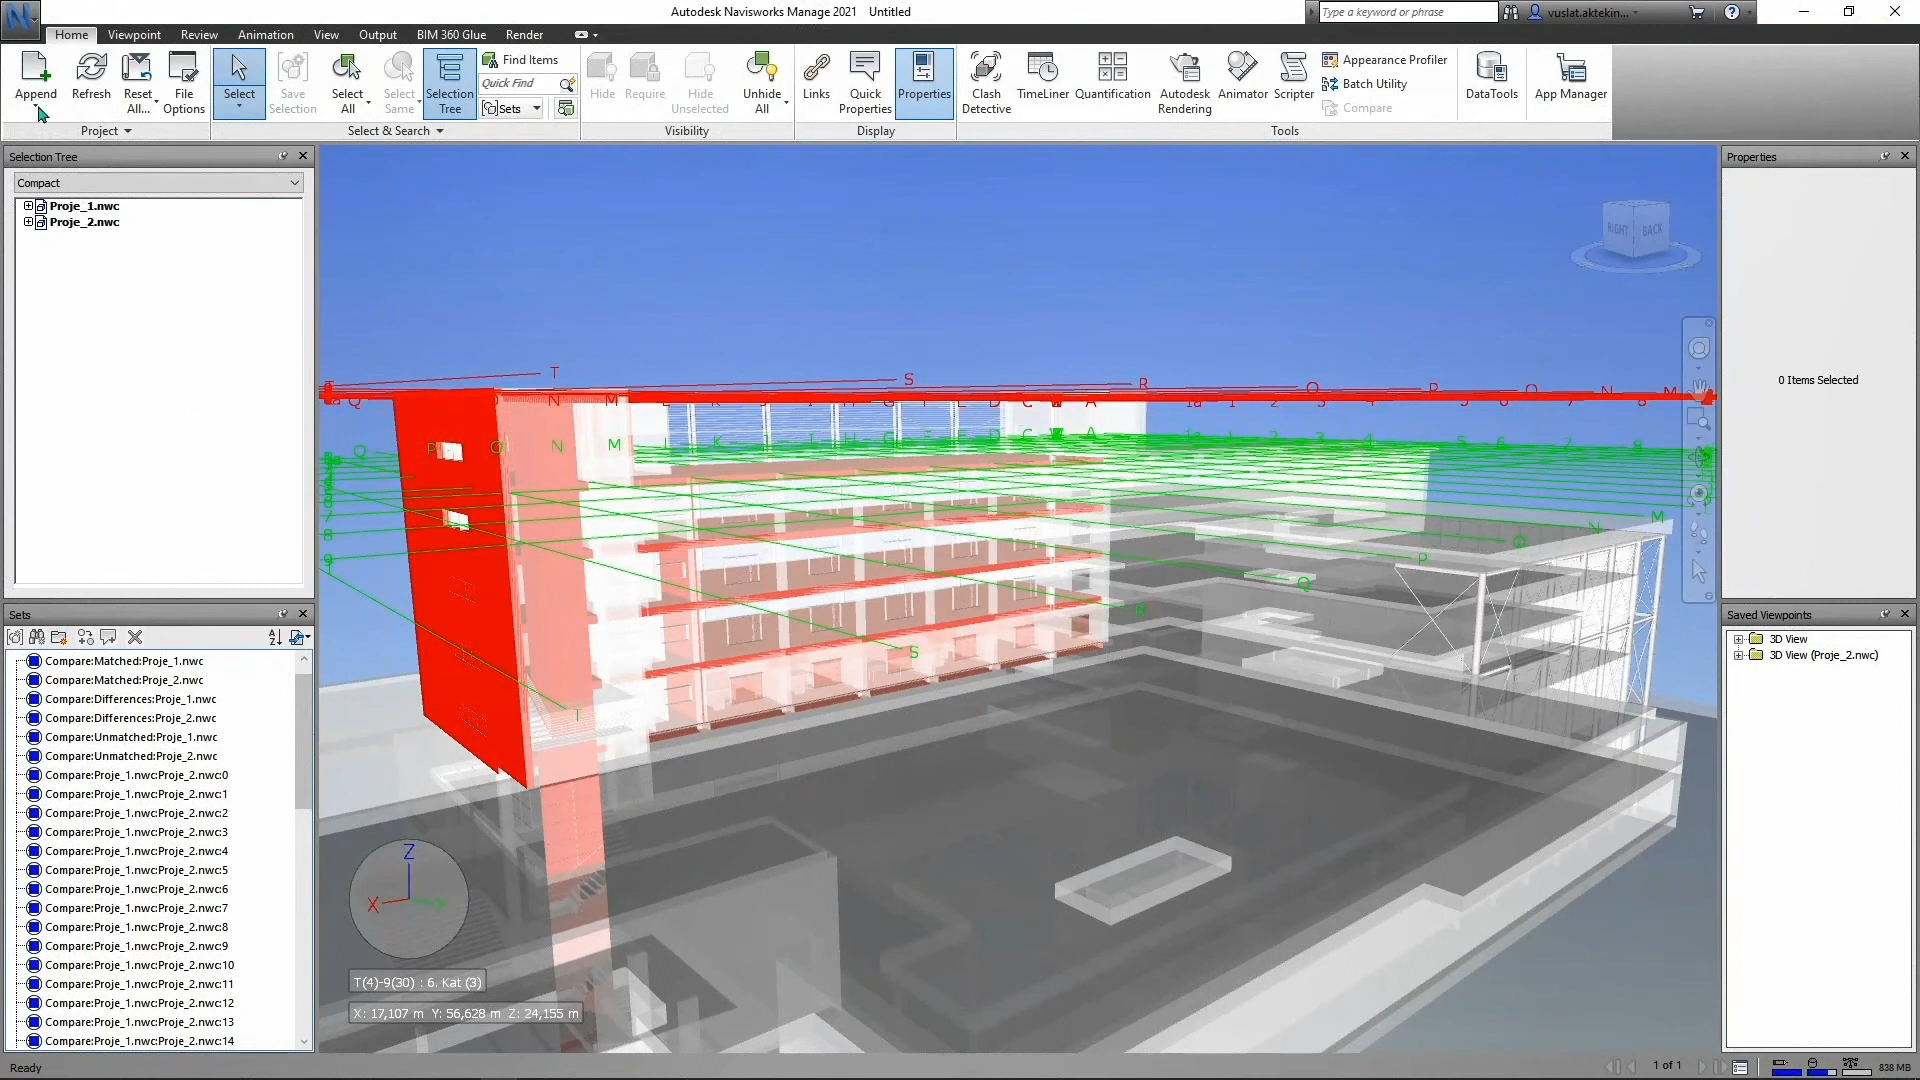 Autodesk Navisworks Manage 2021 Untitled
Type a keyword or phrase
vuslat.aktekin...
Home Viewpoint Review Animation View Output BIM 360 Glue Render
Append Refresh Reset All... File Options
Select Save Selection Select All Select Same Selection Tree
Find Items
Quick Find
Sets
Hide Require Hide Unselected Unhide All
Links Quick Properties Properties
Clash Detective TimeLiner Quantification Autodesk Rendering Animator Scripter
Appearance Profiler
Batch Utility
Compare
DataTools App Manager
Project Select & Search Visibility Display Tools
Selection Tree
Compact
Proje_1.nwc
Proje_2.nwc
Sets
Compare:Matched:Proje_1.nwc
Compare:Matched:Proje_2.nwc
Compare:Differences:Proje_1.nwc
Compare:Differences:Proje_2.nwc
Compare:Unmatched:Proje_1.nwc
Compare:Unmatched:Proje_2.nwc
Compare:Proje_1.nwc:Proje_2.nwc:0
Compare:Proje_1.nwc:Proje_2.nwc:1
Compare:Proje_1.nwc:Proje_2.nwc:2
Compare:Proje_1.nwc:Proje_2.nwc:3
Compare:Proje_1.nwc:Proje_2.nwc:4
Compare:Proje_1.nwc:Proje_2.nwc:5
Compare:Proje_1.nwc:Proje_2.nwc:6
Compare:Proje_1.nwc:Proje_2.nwc:7
Compare:Proje_1.nwc:Proje_2.nwc:8
Compare:Proje_1.nwc:Proje_2.nwc:9
Compare:Proje_1.nwc:Proje_2.nwc:10
Compare:Proje_1.nwc:Proje_2.nwc:11
Compare:Proje_1.nwc:Proje_2.nwc:12
Compare:Proje_1.nwc:Proje_2.nwc:13
Compare:Proje_1.nwc:Proje_2.nwc:14
RIGHT BACK
T S R
Q N M
P O N M
N M
P Q R
S
T
Z
X Y
T(4)-9(30) : 6. Kat (3)
X: 17,107 m Y: 56,628 m Z: 24,155 m
Properties
0 Items Selected
Saved Viewpoints
3D View
3D View (Proje_2.nwc)
Ready
1 of 1
838 MB